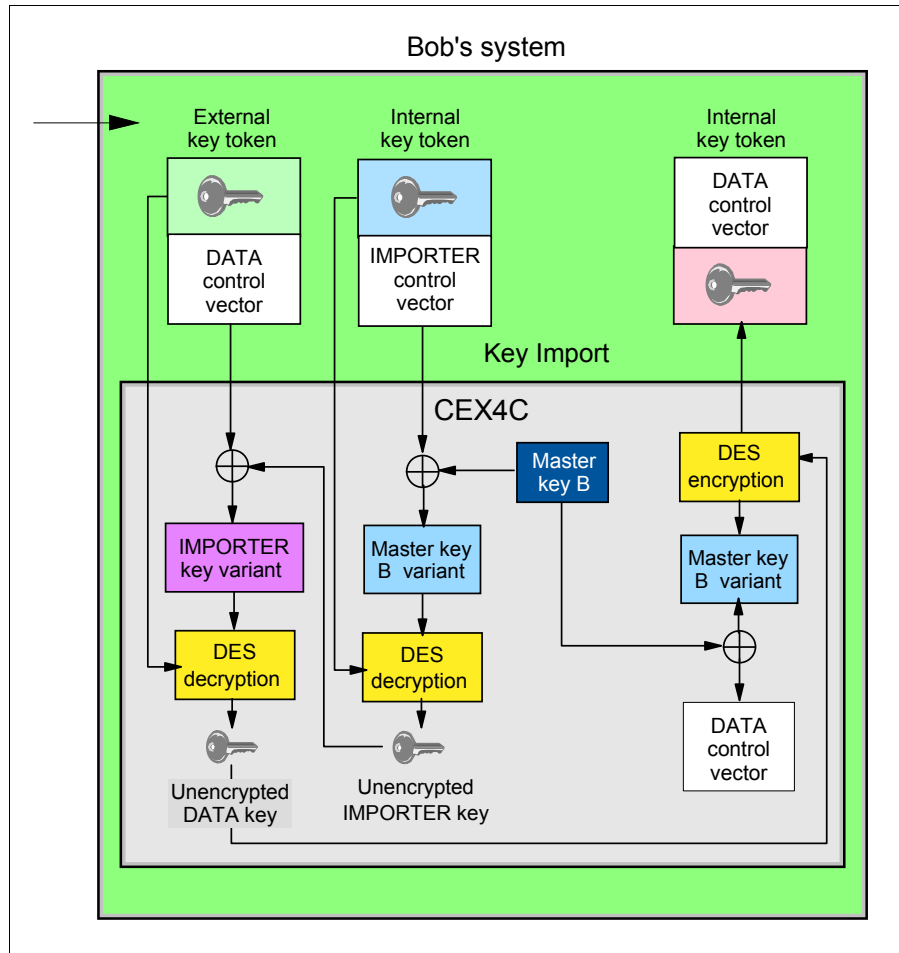 Bob's system
External
key token
Internal
key token
Internal
key token
DATA
control
vector
IMPORTER
control
vector
DATA
control
vector
Key Import
CEX4C
Master
key B
DES
encryption
IMPORTER
key variant
Master key
B variant
Master key
B variant
DES
decryption
DES
decryption
DATA
control
vector
Unencrypted
DATA key
Unencrypted
IMPORTER key